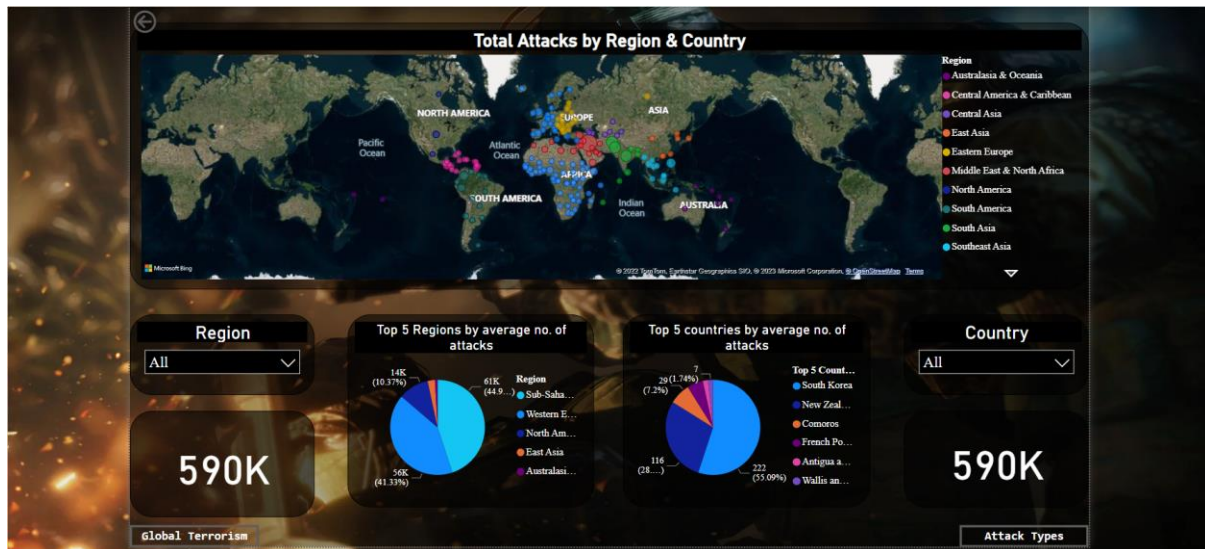 Total Attacks by Region & Country
NORTH AMERICA
EUROPE
ASIA
Pacific
Ocean
Atlantic
Ocean
AFRICA
SOUTH AMERICA
Indian
Ocean
AUSTRALIA
Microsoft Bing
© 2022 TomTom, Earthstar Geographics SIO, © 2023 Microsoft Corporation, © OpenStreetMap Terms
Region
Australasia & Oceania
Central America & Caribbean
Central Asia
East Asia
Eastern Europe
Middle East & North Africa
North America
South America
South Asia
Southeast Asia
Region
All
590K
Top 5 Regions by average no. of
attacks
14K
(10.37%)
61K
(44.9...)
56K
(41.33%)
Region
Sub-Saha...
Western E...
North Am...
East Asia
Australasi...
Top 5 countries by average no. of
attacks
7
(1.74%)
29
(7.2%)
116
(28....)
222
(55.09%)
Top 5 Count...
South Korea
New Zeal...
Comoros
French Po...
Antigua a...
Wallis an...
Country
All
590K
Global Terrorism
Attack Types